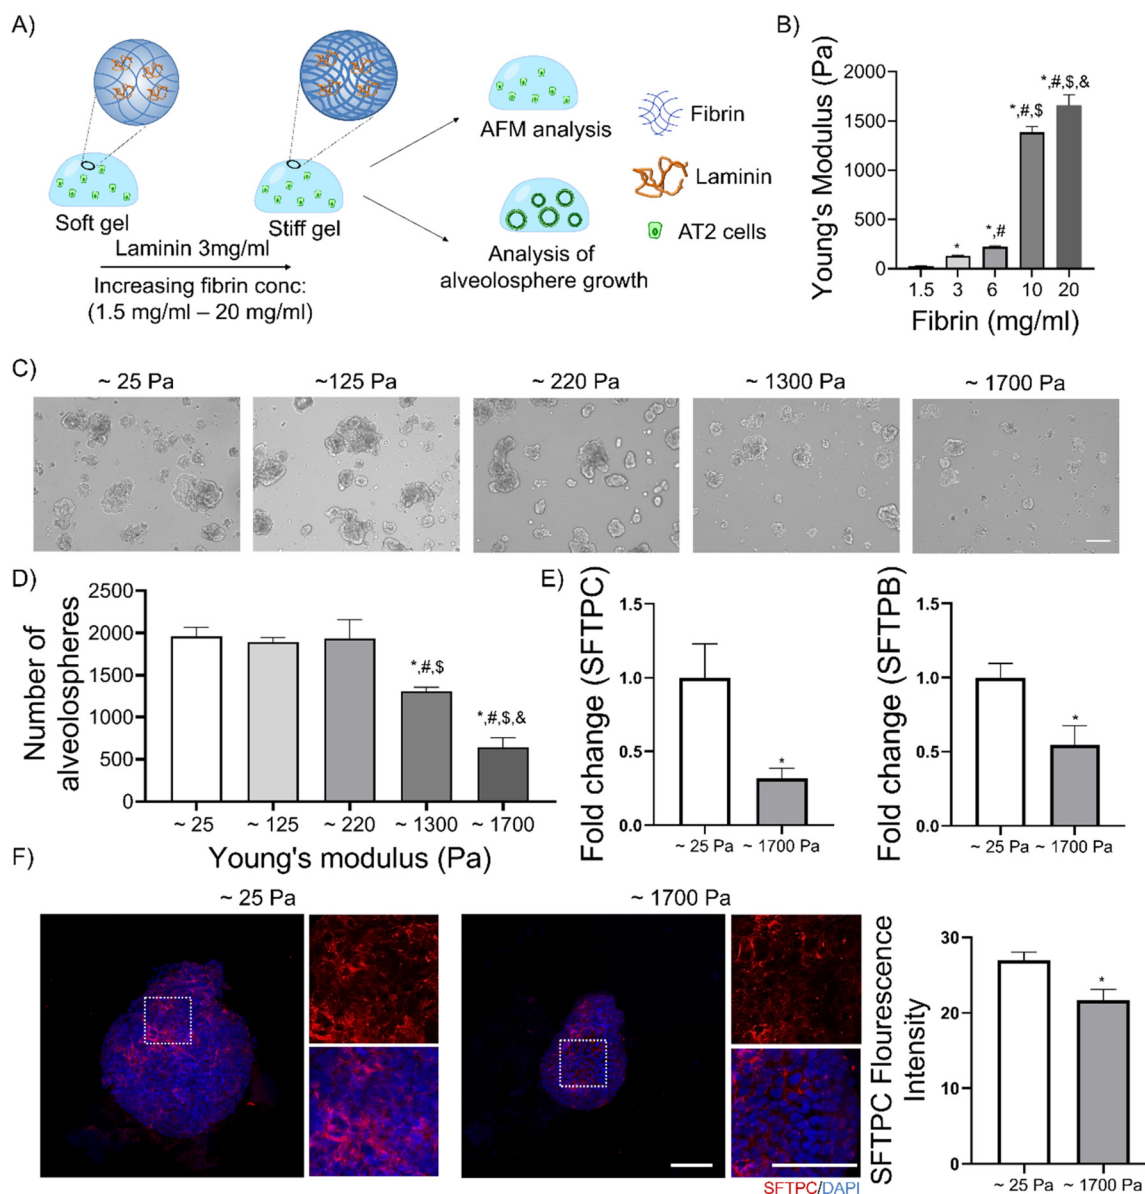 A)
Soft gel
Stiff gel
Laminin 3mg/ml
Increasing fibrin conc:
(1.5 mg/ml – 20 mg/ml)
AFM analysis
Analysis of
alveolosphere growth
Fibrin
Laminin
AT2 cells
B)
Young's Modulus (Pa)
2000
1500
1000
500
0
*
*,#
*,#,$
*,#,$,&
1.5 3 6 10 20
Fibrin (mg/ml)
C)
~ 25 Pa
~125 Pa
~ 220 Pa
~ 1300 Pa
~ 1700 Pa
D)
Number of
alveolospheres
2500
2000
1500
1000
500
0
*,#,$
*,#,$,&
~ 25 ~ 125 ~ 220 ~ 1300 ~ 1700
Young's modulus (Pa)
E)
Fold change (SFTPC)
1.5
1.0
0.5
0.0
*
~ 25 Pa ~ 1700 Pa
Fold change (SFTPB)
1.5
1.0
0.5
0.0
*
~ 25 Pa ~ 1700 Pa
F)
~ 25 Pa
~ 1700 Pa
SFTPC/DAPI
SFTPC Flourescence
Intensity
30
20
10
0
*
~ 25 Pa ~ 1700 Pa